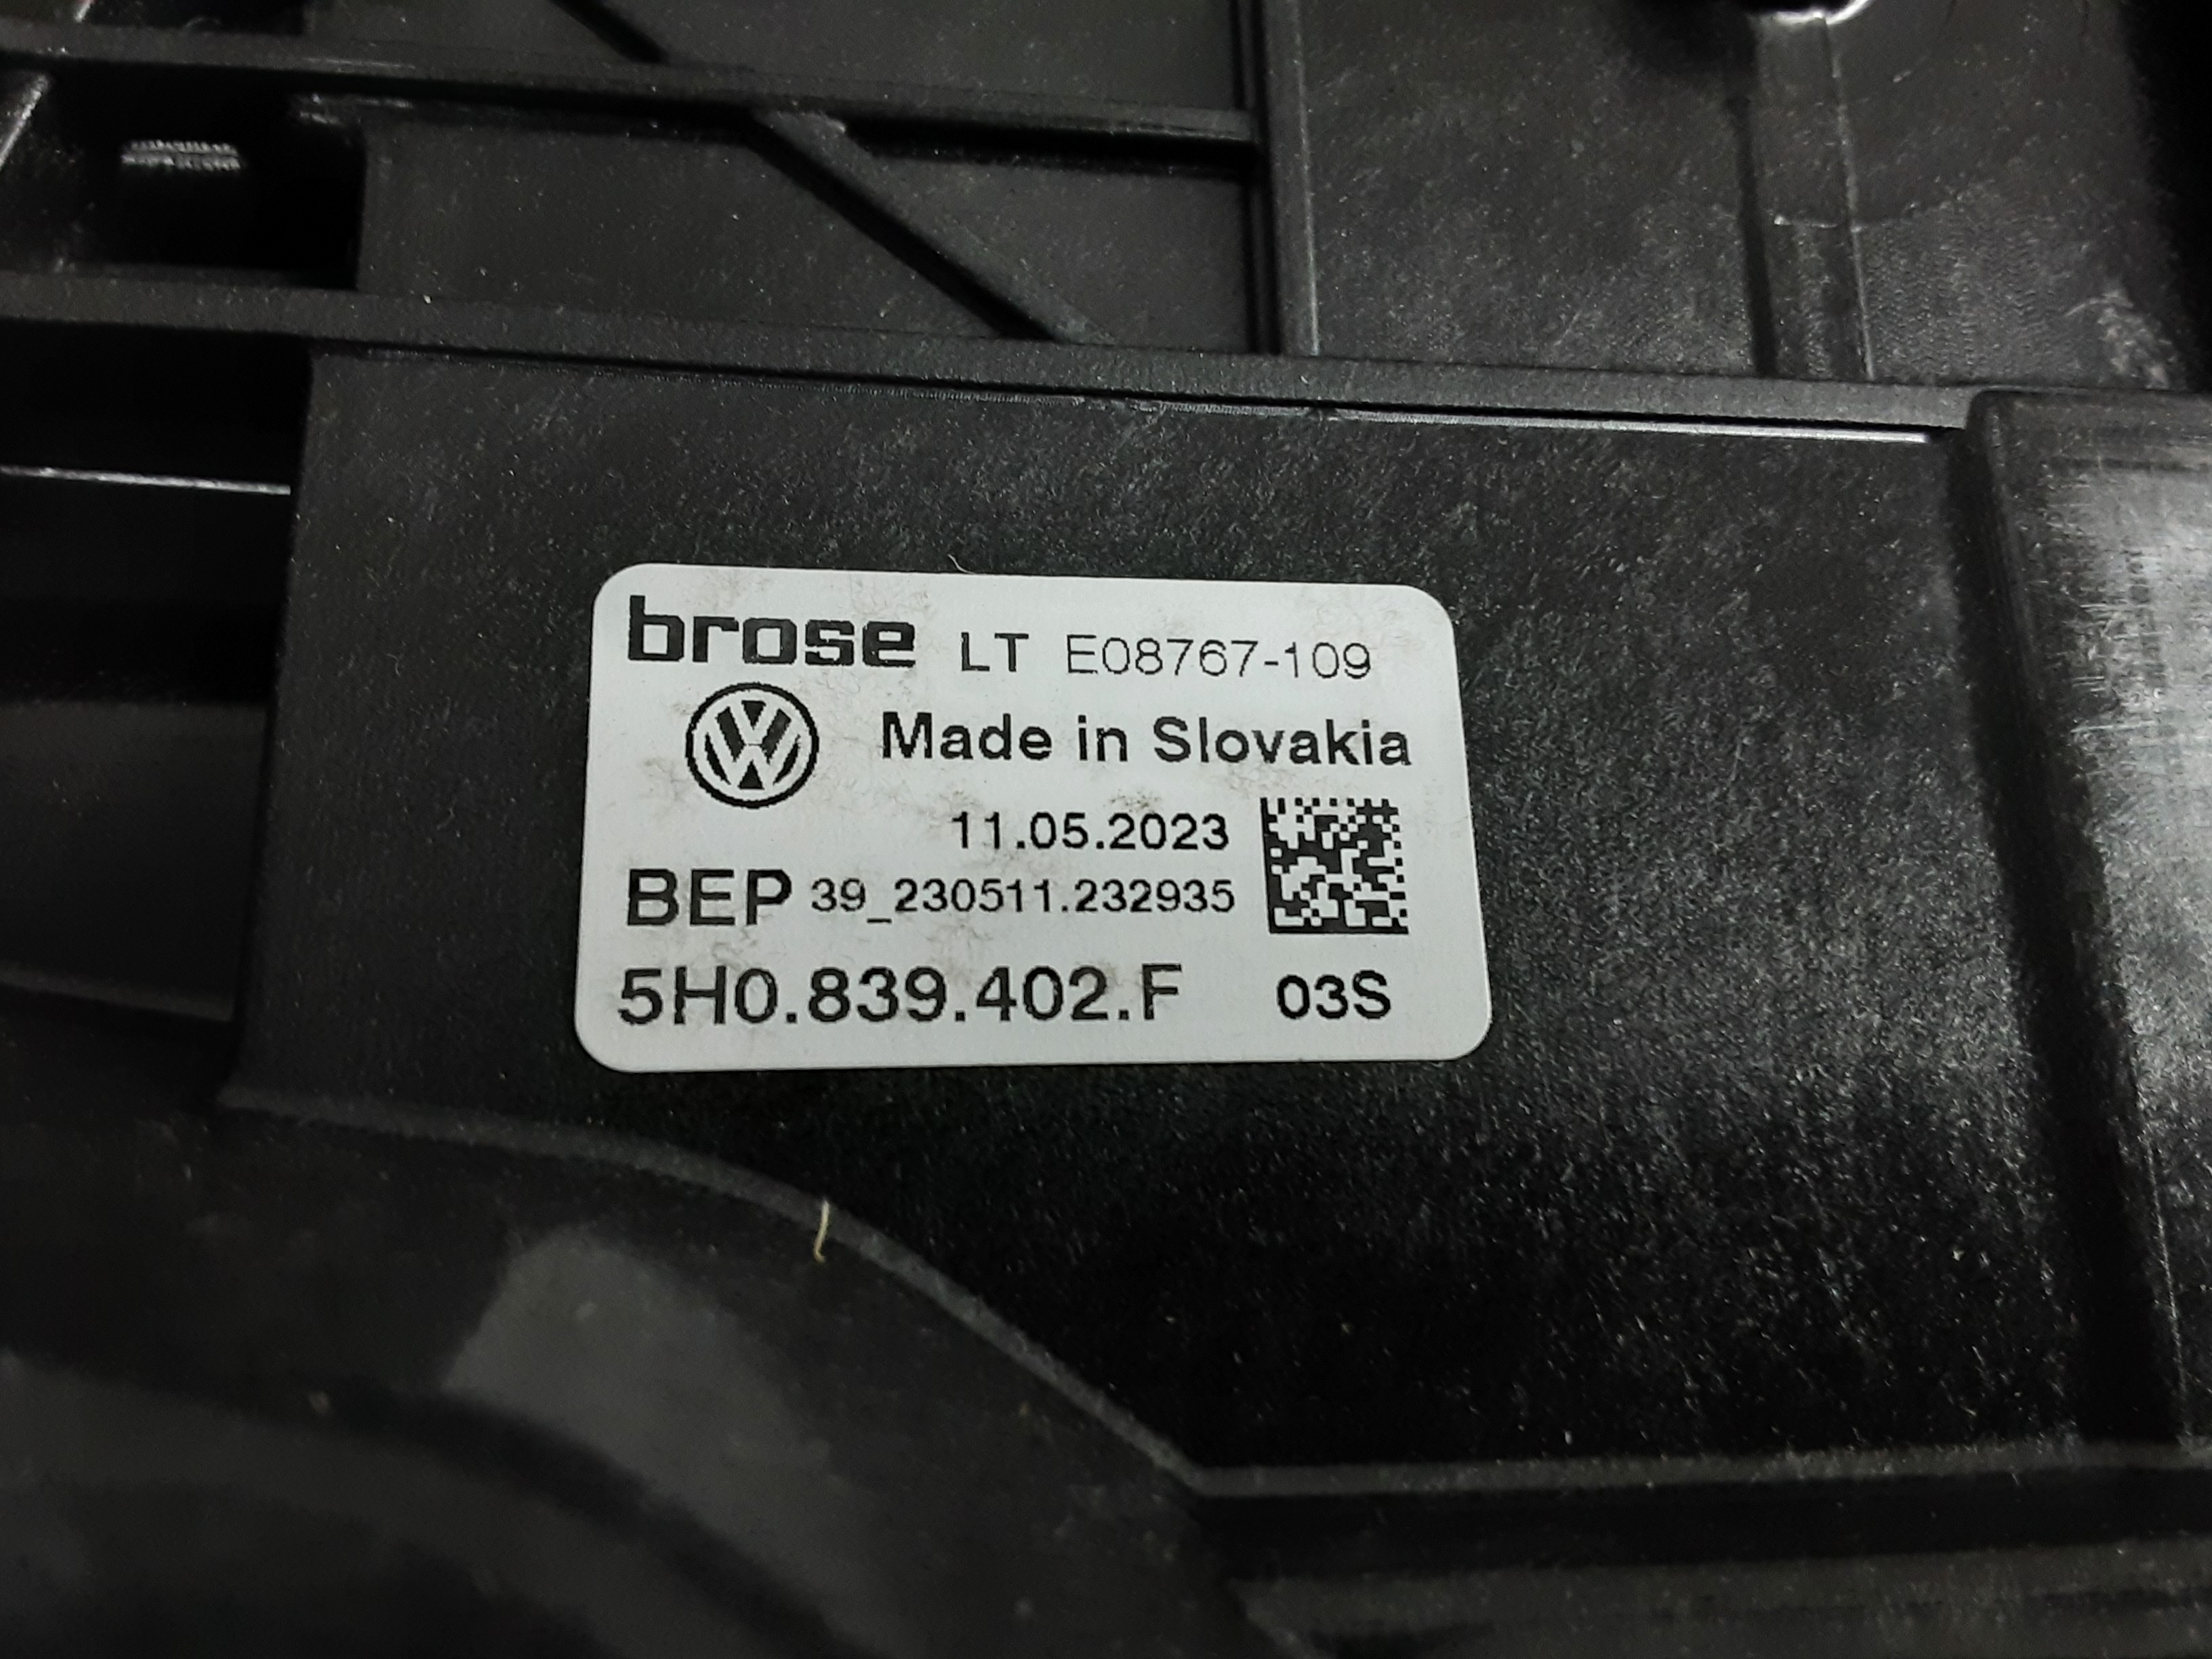 brose LT E08767-109
Made in Slovakia
11.05.2023
BEP 39_230511.232935
5H0.839.402.F 03S